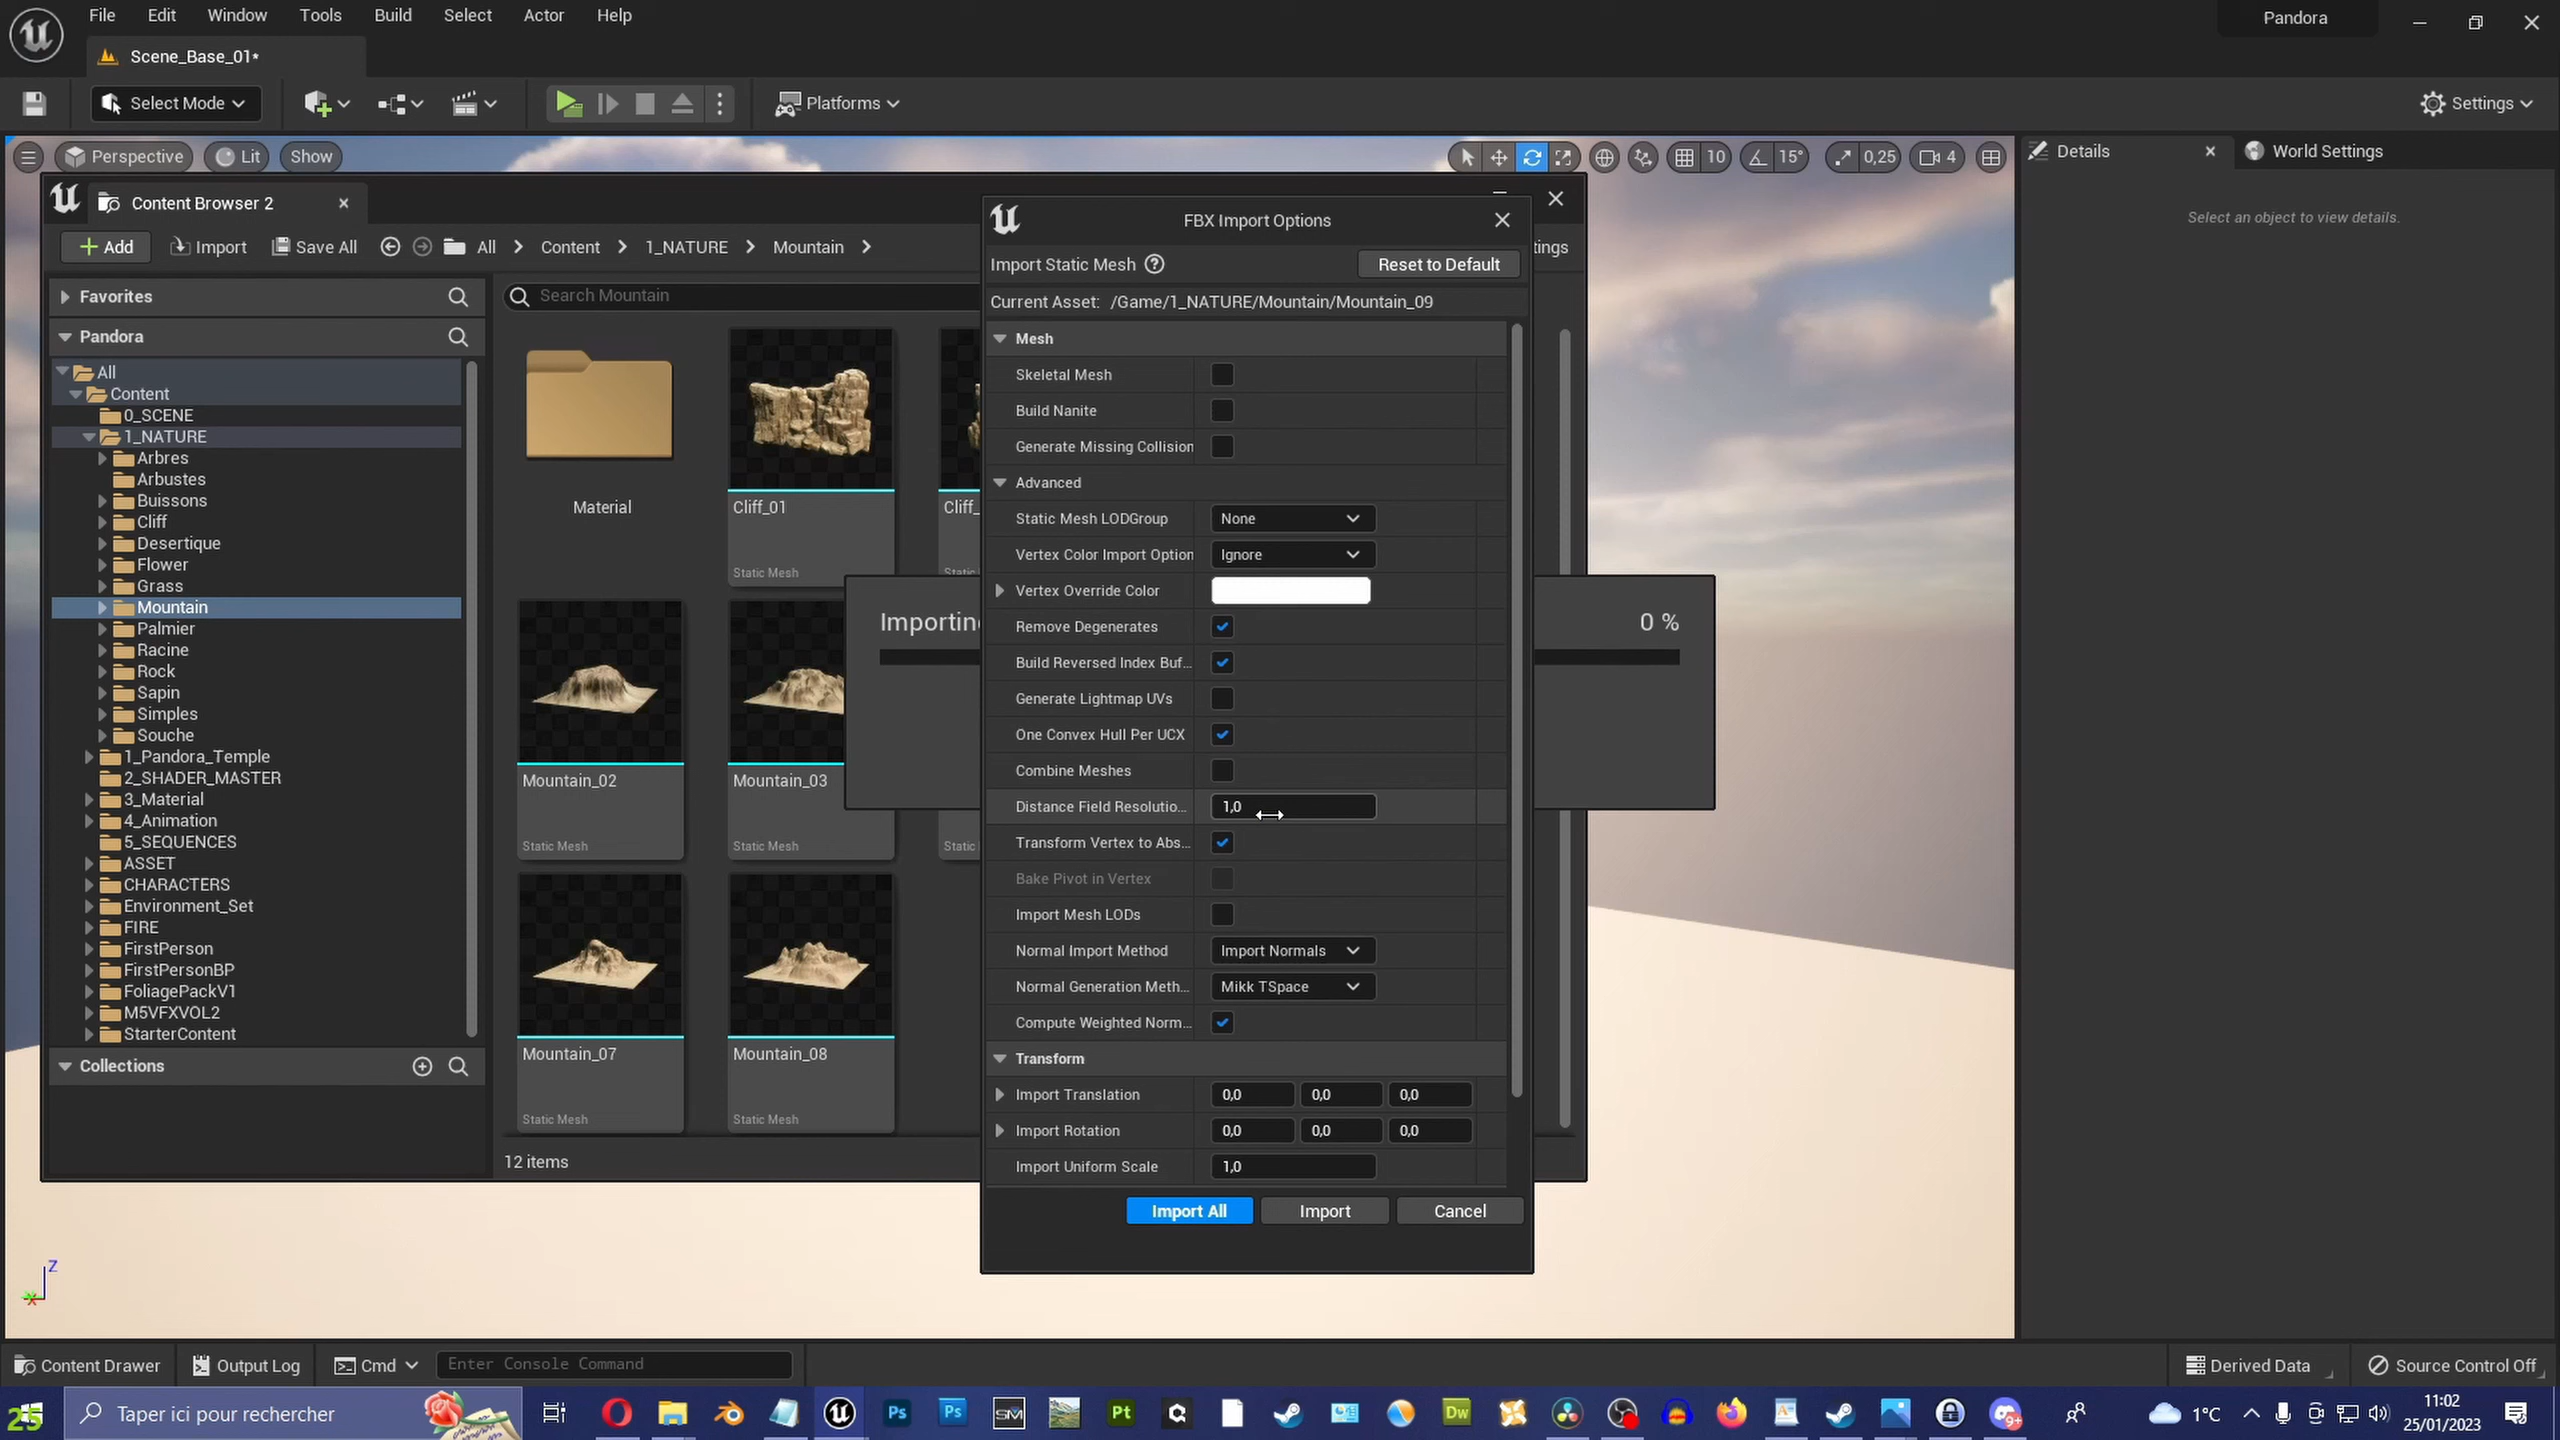 File Edit Window Tools Build Select Actor Help
Pandora
Scene_Base_01*
Select Mode
Platforms
Settings
Perspective Lit Show
10 15° 0,25 4
Details
World Settings
Select an object to view details.
Content Browser 2
Add Import Save All All Content 1_NATURE Mountain
tings
Favorites
Pandora
All
Content
0_SCENE
1_NATURE
Arbres
Arbustes
Buissons
Cliff
Desertique
Flower
Grass
Mountain
Palmier
Racine
Rock
Sapin
Simples
Souche
1_Pandora_Temple
2_SHADER_MASTER
3_Material
4_Animation
5_SEQUENCES
ASSET
CHARACTERS
Environment_Set
FIRE
FirstPerson
FirstPersonBP
FoliagePackV1
M5VFXVOL2
StarterContent
Collections
Search Mountain
Material
Cliff_01
Static Mesh
Cliff_
Static
Mountain_02
Static Mesh
Mountain_03
Static Mesh
Static
Mountain_07
Static Mesh
Mountain_08
Static Mesh
12 items
Importing
0 %
FBX Import Options
Import Static Mesh
Reset to Default
Current Asset: /Game/1_NATURE/Mountain/Mountain_09
Mesh
Skeletal Mesh
Build Nanite
Generate Missing Collision
Advanced
Static Mesh LODGroup None
Vertex Color Import Option Ignore
Vertex Override Color
Remove Degenerates
Build Reversed Index Buf...
Generate Lightmap UVs
One Convex Hull Per UCX
Combine Meshes
Distance Field Resolutio... 1,0
Transform Vertex to Abs...
Bake Pivot in Vertex
Import Mesh LODs
Normal Import Method Import Normals
Normal Generation Meth... Mikk TSpace
Compute Weighted Norm...
Transform
Import Translation 0,0 0,0 0,0
Import Rotation 0,0 0,0 0,0
Import Uniform Scale 1,0
Import All Import Cancel
Z
X
Content Drawer Output Log Cmd Enter Console Command
Derived Data Source Control Off
25
Taper ici pour rechercher
Ps Ps SM Pt Dw
9+
1°C
11:02
25/01/2023